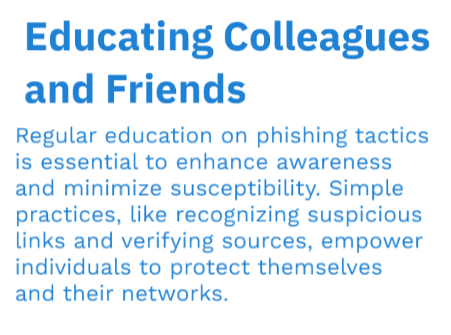 Educating Colleagues
and Friends
Regular education on phishing tactics
is essential to enhance awareness
and minimize susceptibility. Simple
practices, like recognizing suspicious
links and verifying sources, empower
individuals to protect themselves
and their networks.